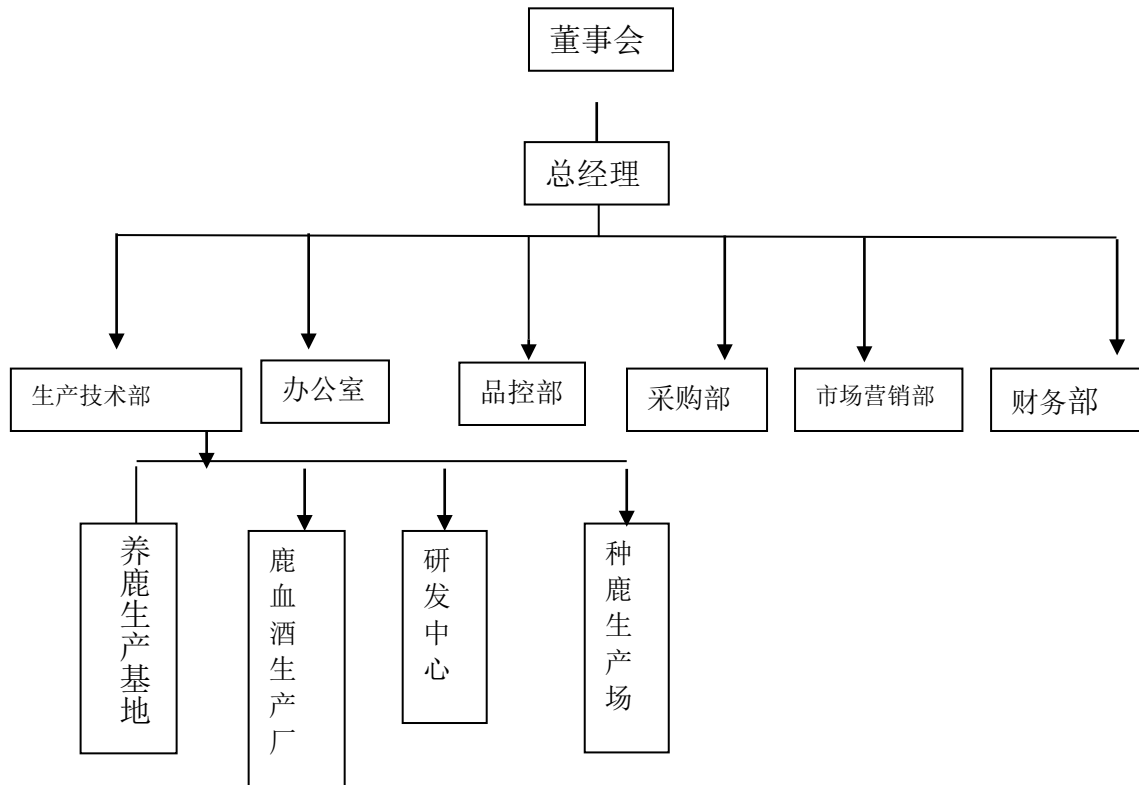 董事会
总经理
生产技术部
办公室
品控部
采购部
市场营销部
财务部
养鹿生产基地
鹿血酒生产厂
研发中心
种鹿生产场